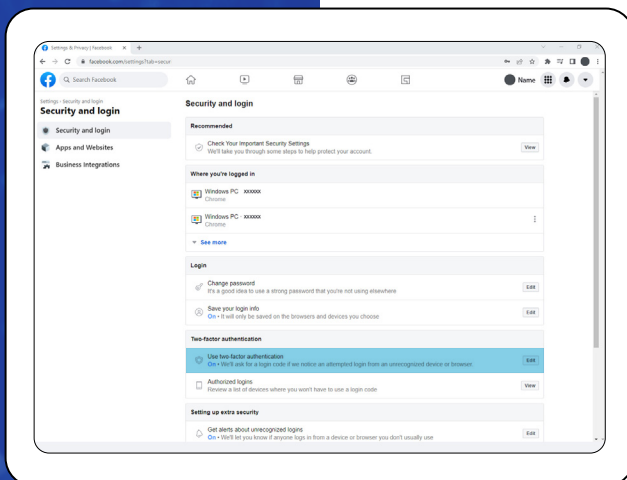 Settings & Privacy | Facebook
facebook.com/settings?tab=secur
Search Facebook
Name
Settings › Security and login
Security and login
Security and login
Apps and Websites
Business Integrations
Security and login
Recommended
Check Your Important Security Settings
We'll take you through some steps to help protect your account.
View
Where you're logged in
Windows PC · xxxxxx
Chrome
Windows PC · xxxxxx
Chrome
See more
Login
Change password
It's a good idea to use a strong password that you're not using elsewhere
Edit
Save your login info
On • It will only be saved on the browsers and devices you choose
Edit
Two-factor authentication
Use two-factor authentication
On • We'll ask for a login code if we notice an attempted login from an unrecognized device or browser.
Edit
Authorized logins
Review a list of devices where you won't have to use a login code
View
Setting up extra security
Get alerts about unrecognized logins
On • We'll let you know if anyone logs in from a device or browser you don't usually use
Edit